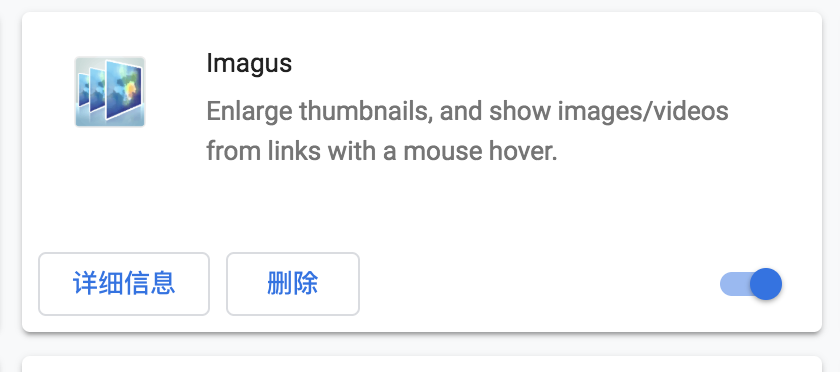 Imagus
Enlarge thumbnails, and show images/videos
from links with a mouse hover.
详细信息
删除